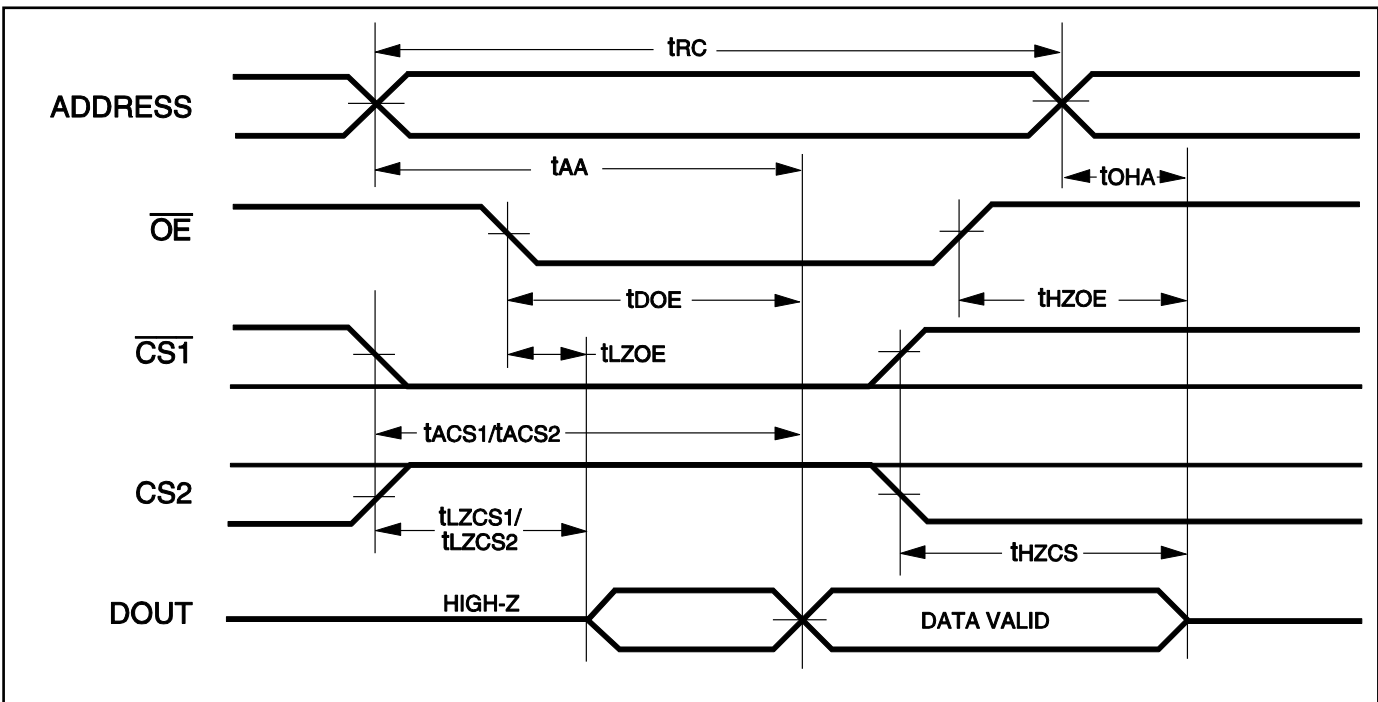 tRC
ADDRESS
tAA
tOHA
OE
tDOE
tHZOE
CS1
tLZOE
tACS1/tACS2
CS2
tLZCS1/
tLZCS2
tHZCS
HIGH-Z
DOUT
DATA VALID